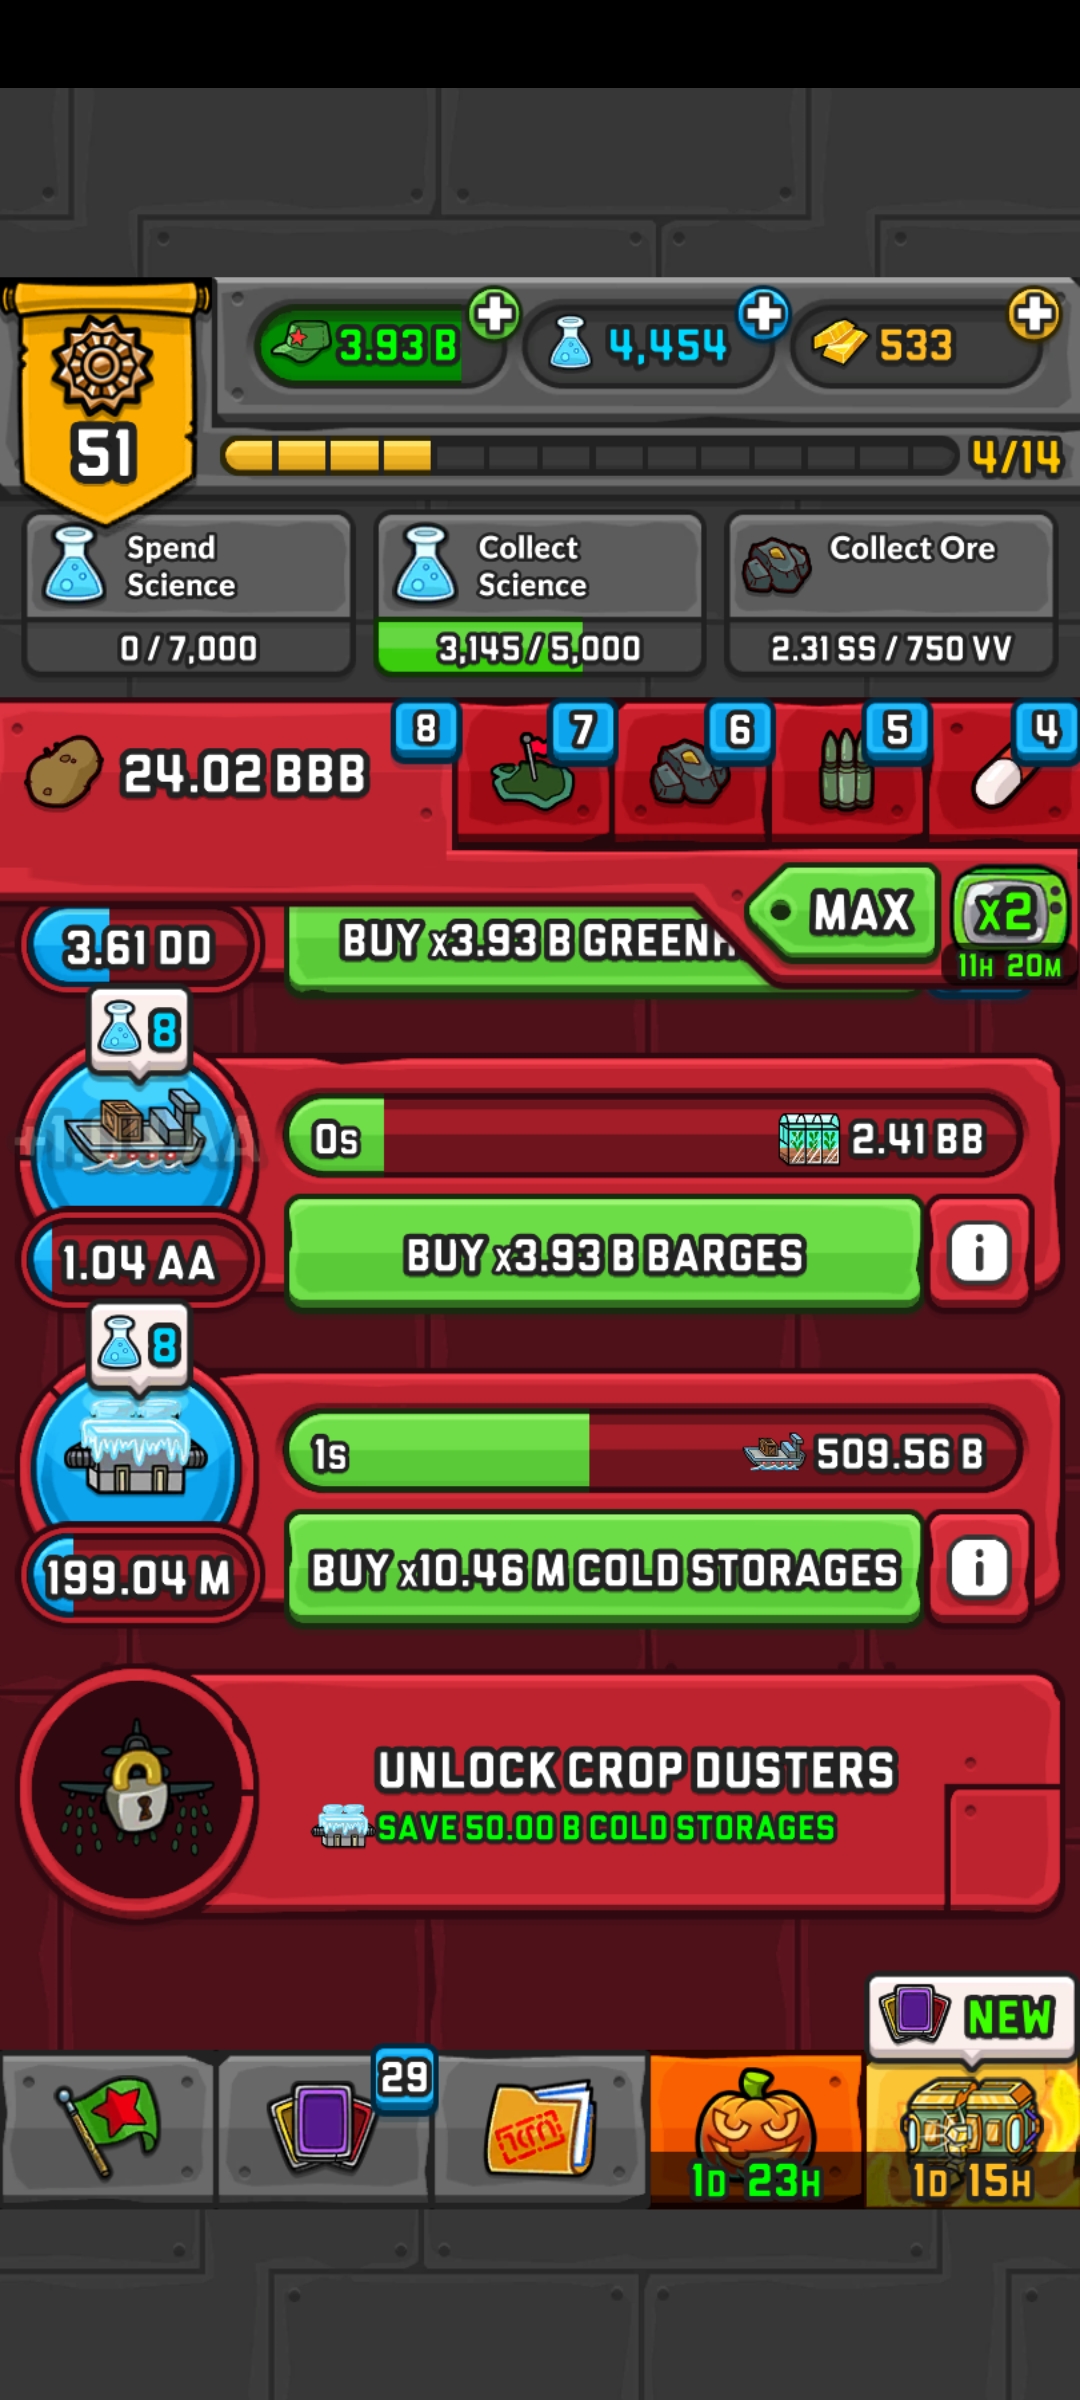 51
3.93 B
4,454
533
4/14
Spend
Science
0 / 7,000
Collect
Science
3,145 / 5,000
Collect Ore
2.31 SS / 750 VV
24.02 BBB
8
7
6
5
4
MAX
x2
11H 20M
3.61 DD
BUY x3.93 B
8
0s
2.41 BB
1.04 AA
BUY x3.93 B BARGES
i
8
1s
509.56 B
199.04 M
BUY x10.46 M COLD STORAGES
i
UNLOCK CROP DUSTERS
SAVE 50.00 B COLD STORAGES
NEW
29
1D 23H
1D 15H